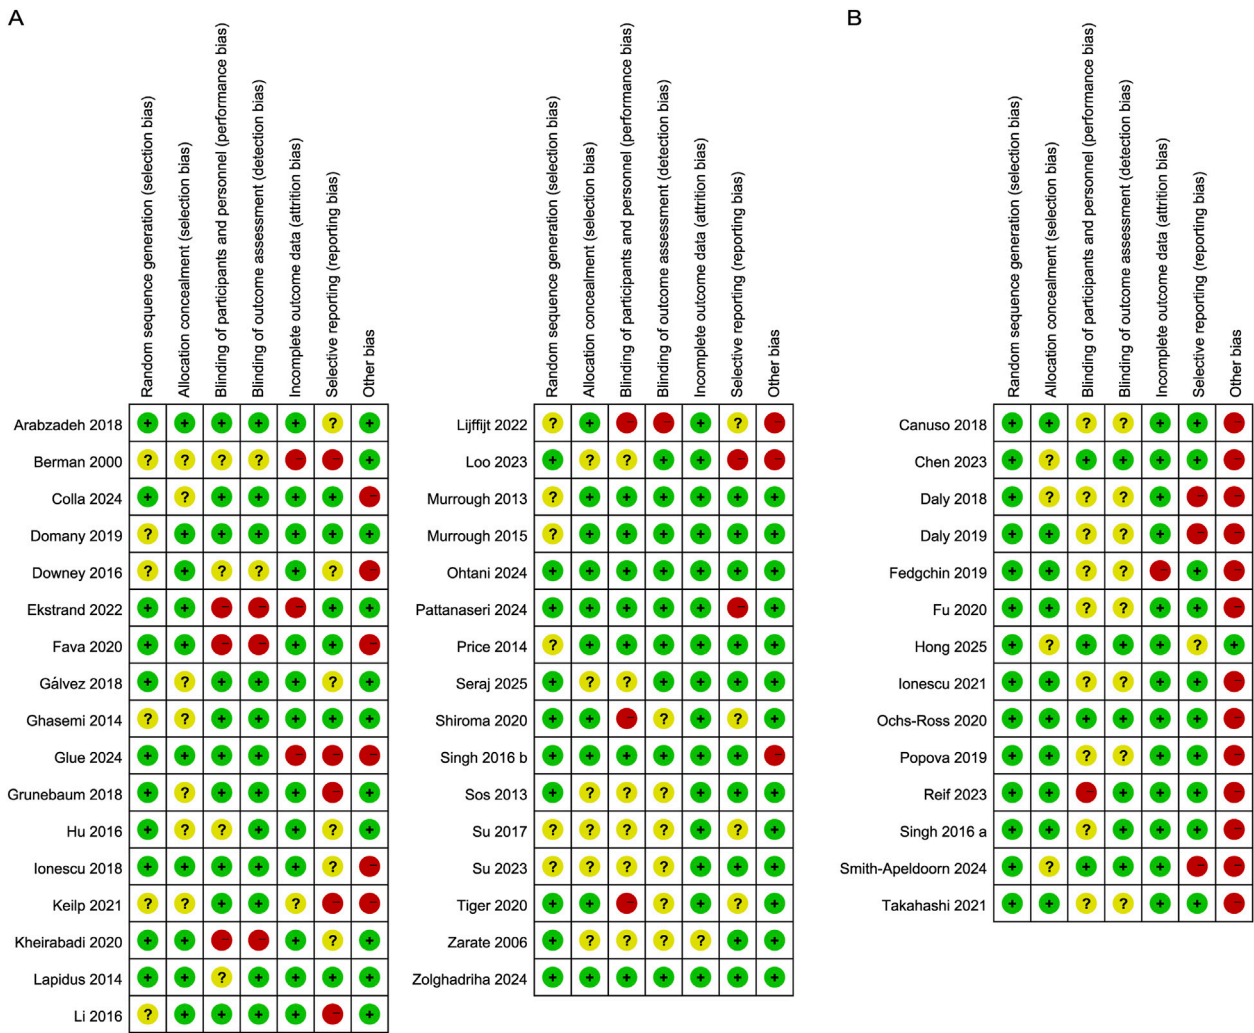 A
B
Random sequence generation (selection bias)
Allocation concealment (selection bias)
Blinding of participants and personnel (performance bias)
Blinding of outcome assessment (detection bias)
Incomplete outcome data (attrition bias)
Selective reporting (reporting bias)
Other bias
Random sequence generation (selection bias)
Allocation concealment (selection bias)
Blinding of participants and personnel (performance bias)
Blinding of outcome assessment (detection bias)
Incomplete outcome data (attrition bias)
Selective reporting (reporting bias)
Other bias
Random sequence generation (selection bias)
Allocation concealment (selection bias)
Blinding of participants and personnel (performance bias)
Blinding of outcome assessment (detection bias)
Incomplete outcome data (attrition bias)
Selective reporting (reporting bias)
Other bias
Arabzadeh 2018 + + + + + ? +
Berman 2000 ? ? ? ? - - +
Colla 2024 + ? + + + + -
Domany 2019 ? + + + + + +
Downey 2016 ? + ? ? + ? -
Ekstrand 2022 + + - - - + +
Fava 2020 + + - - + + -
Gálvez 2018 + ? + + + ? +
Ghasemi 2014 ? ? + + + + +
Glue 2024 + + + + - - -
Grunebaum 2018 + ? + + + - +
Hu 2016 + ? ? + + ? +
Ionescu 2018 + + + + + ? -
Keilp 2021 ? ? + + ? - -
Kheirabadi 2020 + + - - + ? +
Lapidus 2014 + + ? + + + +
Li 2016 ? + + + + - +
Lijffijt 2022 ? + - - + ? -
Loo 2023 + ? ? + + - -
Murrough 2013 ? + + + + + +
Murrough 2015 ? + + + + + +
Ohtani 2024 + + + + + + +
Pattanaseri 2024 + + + + + - +
Price 2014 ? + + + + + +
Seraj 2025 + ? ? + + + +
Shiroma 2020 + + - ? + ? +
Singh 2016 b + + + + + + -
Sos 2013 + ? ? ? + + +
Su 2017 ? ? ? ? + ? +
Su 2023 ? ? ? ? + + +
Tiger 2020 + + - ? + ? +
Zarate 2006 + ? ? ? ? + +
Zolghadriha 2024 + + + + + + +
Canuso 2018 + + ? ? + + -
Chen 2023 + ? + + + + -
Daly 2018 + ? ? ? + - -
Daly 2019 + + ? ? + - -
Fedgchin 2019 + + ? ? - + -
Fu 2020 + + ? ? + + -
Hong 2025 + ? + + + ? +
Ionescu 2021 + + ? ? + + -
Ochs-Ross 2020 + + + + + + -
Popova 2019 + + ? ? + + -
Reif 2023 + + - + + + -
Singh 2016 a + + ? + + + -
Smith-Apeldoorn 2024 + ? + + + - -
Takahashi 2021 + + ? ? + + -